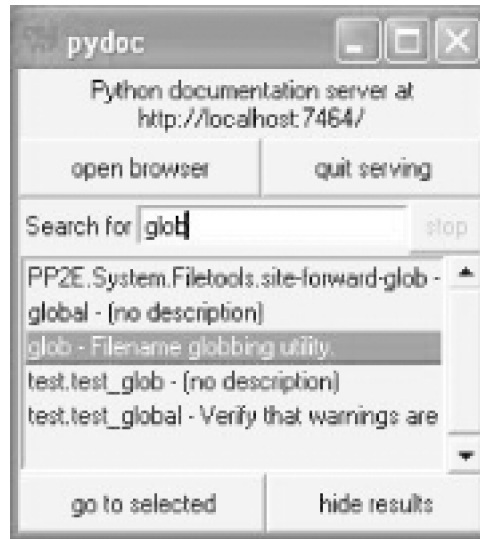 pydoc
Python documentation server at
http://localhost:7464/
open browser
quit serving
Search for glob
stop
PP2E.System.Filetools.site-forward-glob -
global - (no description)
glob - Filename globbing utility.
test.test_glob - (no description)
test.test_global - Verify that warnings are
go to selected
hide results